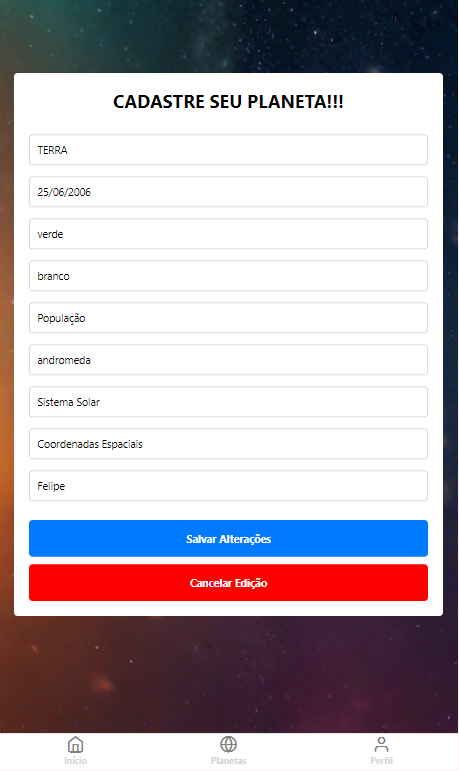 CADASTRE SEU PLANETA!!!
TERRA
25/06/2006
verde
branco
População
andromeda
Sistema Solar
Coordenadas Espaciais
Felipe
Salvar Alterações
Cancelar Edição
Início Planetas Perfil